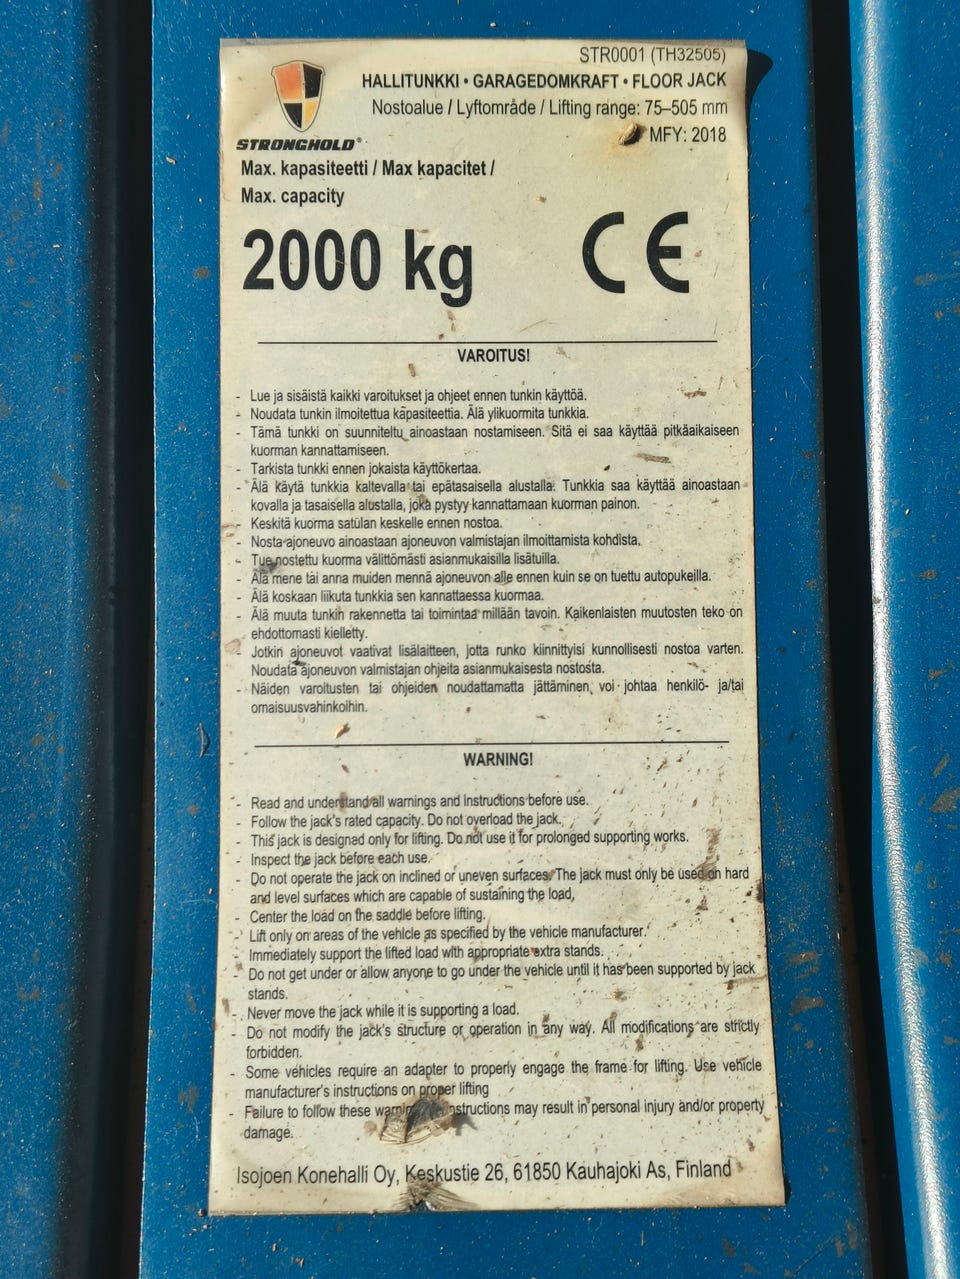 STR0001 (TH32505)
HALLITUNKKI • GARAGEDOMKRAFT • FLOOR JACK
Nostoalue / Lyftområde / Lifting range: 75–505 mm
MFY: 2018
STRONGHOLD®
Max. kapasiteetti / Max kapacitet /
Max. capacity
2000 kg
CE
VAROITUS!
- Lue ja sisäistä kaikki varoitukset ja ohjeet ennen tunkin käyttöä.
- Noudata tunkin ilmoitettua kapasiteettia. Älä ylikuormita tunkkia.
- Tämä tunkki on suunniteltu ainoastaan nostamiseen. Sitä ei saa käyttää pitkäaikaiseen
kuorman kannattamiseen.
- Tarkista tunkki ennen jokaista käyttökertaa.
- Älä käytä tunkkia kaltevalla tai epätasaisella alustalla. Tunkkia saa käyttää ainoastaan
kovalla ja tasaisella alustalla, joka pystyy kannattamaan kuorman painon.
- Keskitä kuorma satulan keskelle ennen nostoa.
- Nosta ajoneuvo ainoastaan ajoneuvon valmistajan ilmoittamista kohdista.
- Tue nostettu kuorma välittömästi asianmukaisilla lisätuilla.
- Älä mene tai anna muiden mennä ajoneuvon alle ennen kuin se on tuettu autopukeilla.
- Älä koskaan liikuta tunkkia sen kannattaessa kuormaa.
- Älä muuta tunkin rakennetta tai toimintaa millään tavoin. Kaikenlaisten muutosten teko on
ehdottomasti kielletty.
- Jotkin ajoneuvot vaativat lisälaitteen, jotta runko kiinnittyisi kunnollisesti nostoa varten.
Noudata ajoneuvon valmistajan ohjeita asianmukaisesta nostosta.
- Näiden varoitusten tai ohjeiden noudattamatta jättäminen voi johtaa henkilö- ja/tai
omaisuusvahinkoihin.
WARNING!
- Read and understand all warnings and instructions before use.
- Follow the jack's rated capacity. Do not overload the jack.
This jack is designad only for lifting. Do not use it for prolonged supporting works.
- Inspect the jack before each use.
- Do not operate the jack on inclined or uneven surfaces. The jack must only be used on hard
and level surfaces which are capable of sustaining the load,
- Center the load on the saddle before lifting.
- Lift only on areas of the vehicle as specified by the vehicle manufacturer.
- Immediately support the lifted load with appropriate extra stands.
- Do not get under or allow anyone to go under the vehicle until it has been supported by jack
stands.
- Never move the jack while it is supporting a load.
- Do not modify the jack's structure or operation in any way. All modifications are strictly
forbidden.
- Some vehicles require an adapter to properly engage the frame for lifting. Use vehicle
manufacturer's instructions on proper lifting
- Failure to follow these instructions may result in personal injury and/or property
damage.
Isojoen Konehalli Oy, Keskustie 26, 61850 Kauhajoki As, Finland